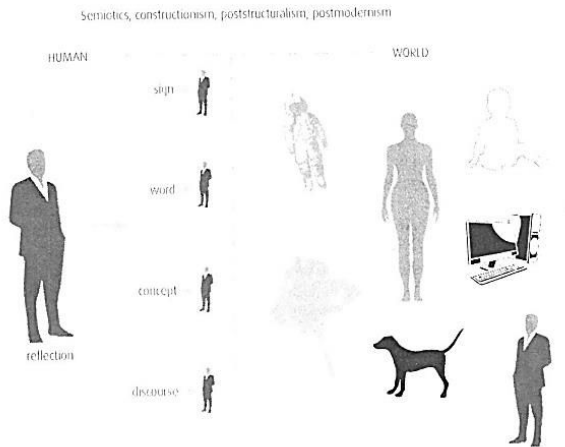 Semiotics, constructionism, poststructuralism, postmodernism
HUMAN
WORLD
sign
word
concept
reflection
discourse